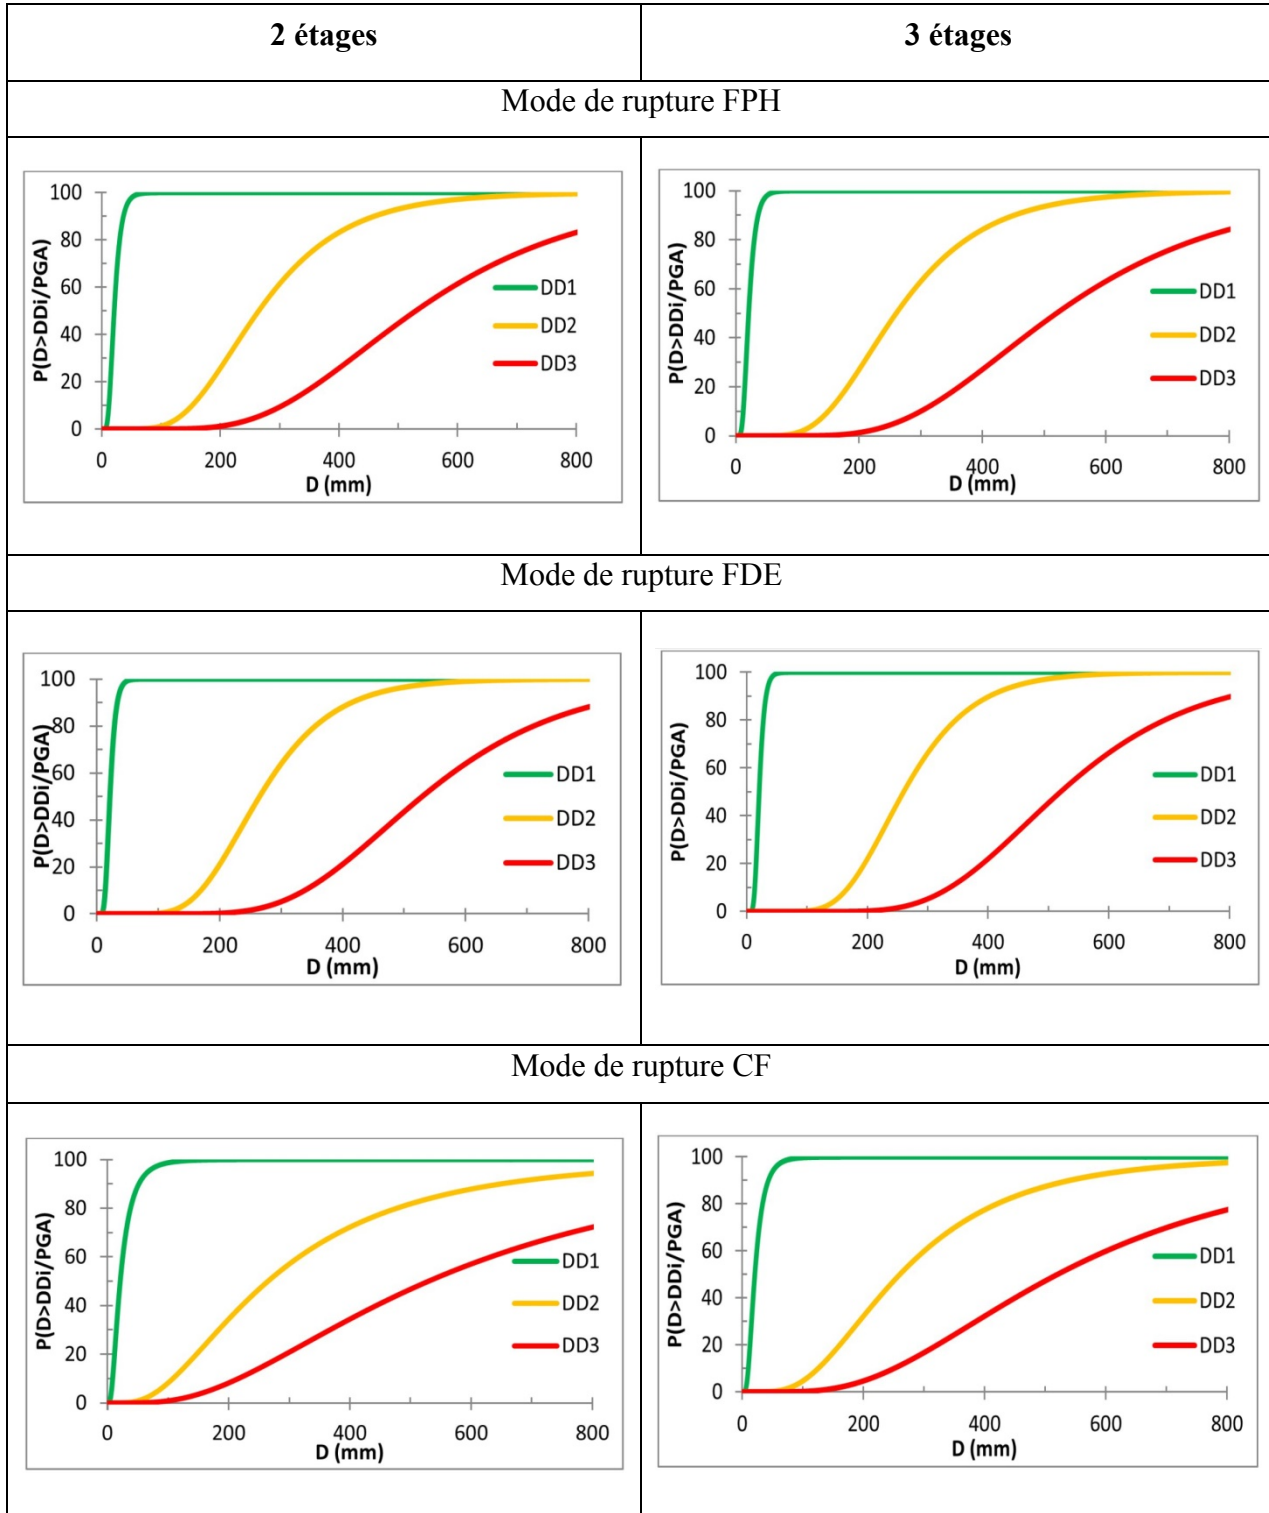 2 étages
3 étages
Mode de rupture FPH
P(D>DDi/PGA)
100
80
60
40
20
0
0 200 400 600 800
D (mm)
DD1
DD2
DD3
P(D>DDi/PGA)
100
80
60
40
20
0
0 200 400 600 800
D (mm)
DD1
DD2
DD3
Mode de rupture FDE
P(D>DDi/PGA)
100
80
60
40
20
0
0 200 400 600 800
D (mm)
DD1
DD2
DD3
P(D>DDi/PGA)
100
80
60
40
20
0
0 200 400 600 800
D (mm)
DD1
DD2
DD3
Mode de rupture CF
P(D>DDi/PGA)
100
80
60
40
20
0
0 200 400 600 800
D (mm)
DD1
DD2
DD3
P(D>DDi/PGA)
100
80
60
40
20
0
0 200 400 600 800
D (mm)
DD1
DD2
DD3